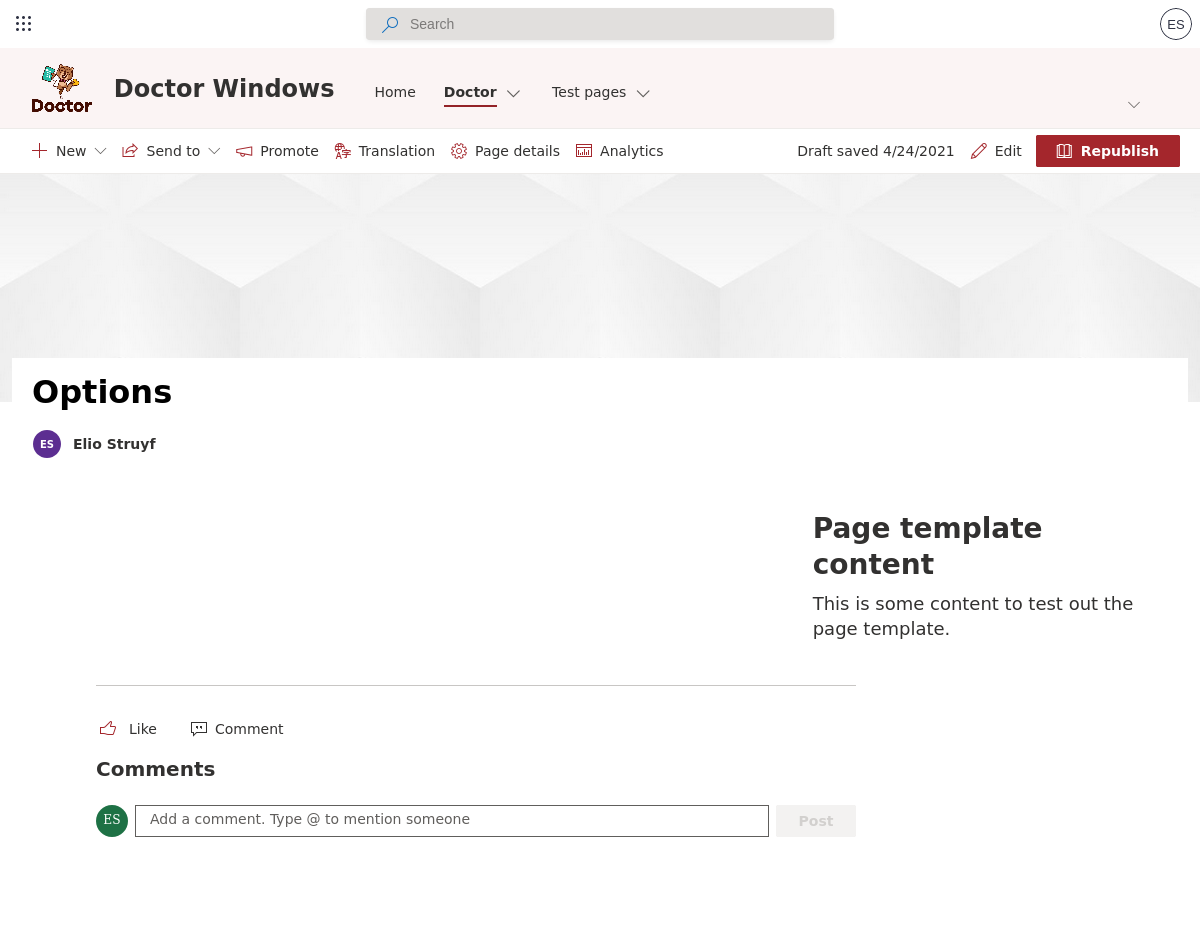 Search
ES
Doctor
Doctor Windows
Home
Doctor
Test pages
New
Send to
Promote
Translation
Page details
Analytics
Draft saved 4/24/2021
Edit
Republish
Options
ES
Elio Struyf
Page template
content
This is some content to test out the
page template.
Like
Comment
Comments
ES
Add a comment. Type @ to mention someone
Post